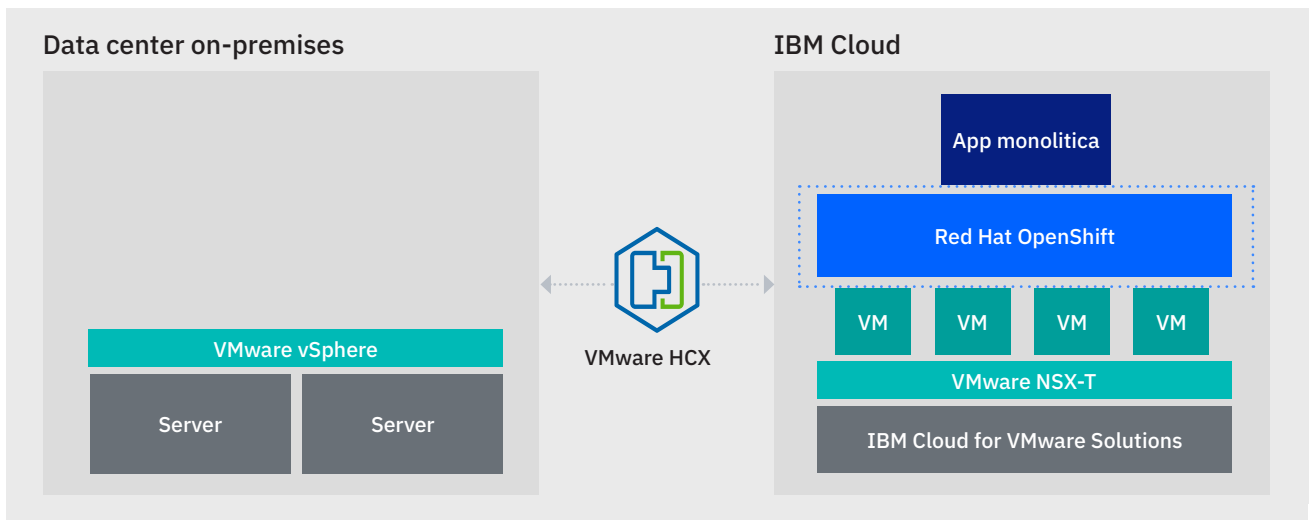 Data center on-premises
IBM Cloud
App monolitica
Red Hat OpenShift
VM
VM
VM
VM
VMware HCX
VMware vSphere
VMware NSX-T
Server
Server
IBM Cloud for VMware Solutions